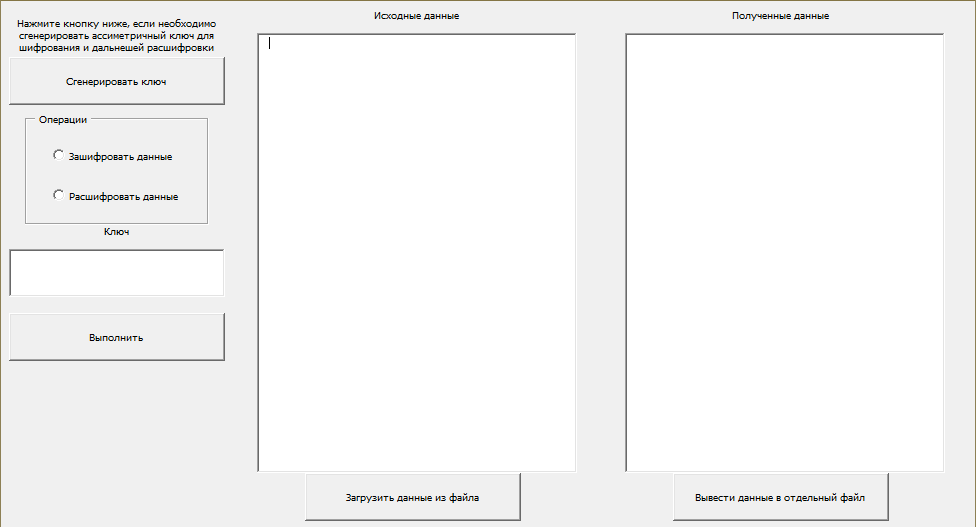 Нажмите кнопку ниже, если необходимо
сгенерировать ассиметричный ключ для
шифрования и дальнешей расшифровки
Сгенерировать ключ
Операции
Зашифровать данные
Расшифровать данные
Ключ
Выполнить
Исходные данные
Загрузить данные из файла
Полученные данные
Вывести данные в отдельный файл